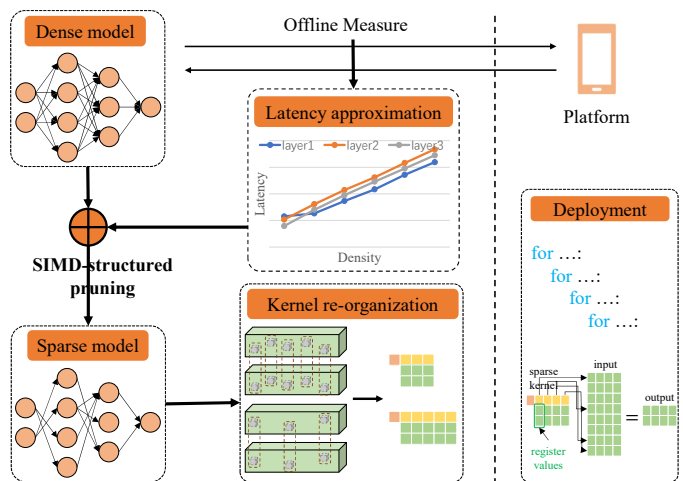 Dense model
Offline Measure
Platform
Latency approximation
layer1 layer2 layer3
Latency
Density
SIMD-structured
pruning
Sparse model
Kernel re-organization
Deployment
for …:
for …:
for …:
for …:
sparse
kernel
input
=
output
register
values